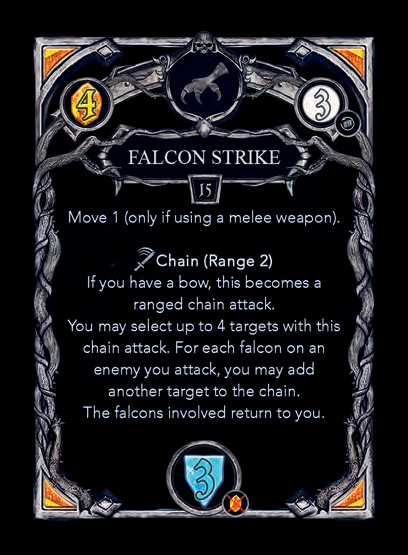 4
3
FALCON STRIKE
15
Move 1 (only if using a melee weapon).
Chain (Range 2)
If you have a bow, this becomes a
ranged chain attack.
You may select up to 4 targets with this
chain attack. For each falcon on an
enemy you attack, you may add
another target to the chain.
The falcons involved return to you.
3